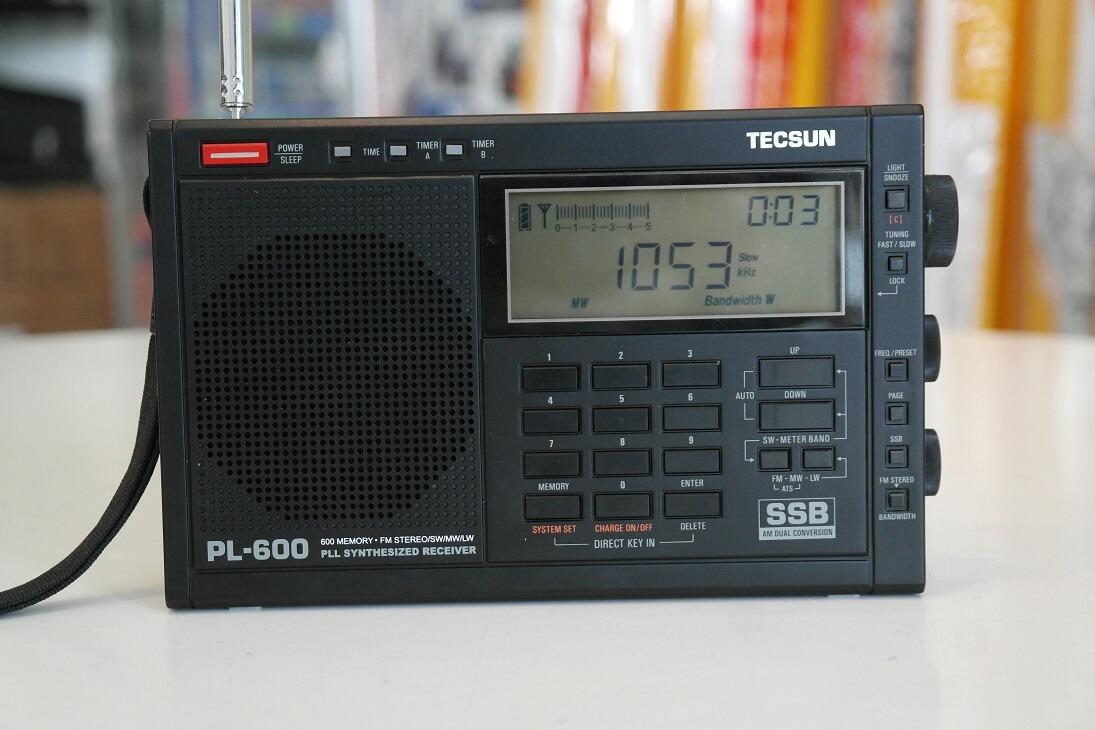 POWER
SLEEP
TIME
TIMER
A
TIMER
B
TECSUN
LIGHT
SNOOZE
[C]
TUNING
FAST / SLOW
LOCK
0-1-2-3-4-5
0:03
1053
Slow
kHz
MW
Bandwidth W
1
2
3
4
5
6
7
8
9
MEMORY
0
ENTER
SYSTEM SET
CHARGE ON/OFF
DELETE
DIRECT KEY IN
UP
AUTO
DOWN
SW • METER BAND
FM - MW - LW
ATS
SSB
AM DUAL CONVERSION
FREQ./PRESET
PAGE
SSB
FM STEREO
BANDWIDTH
PL-600
600 MEMORY • FM STEREO/SW/MW/LW
PLL SYNTHESIZED RECEIVER